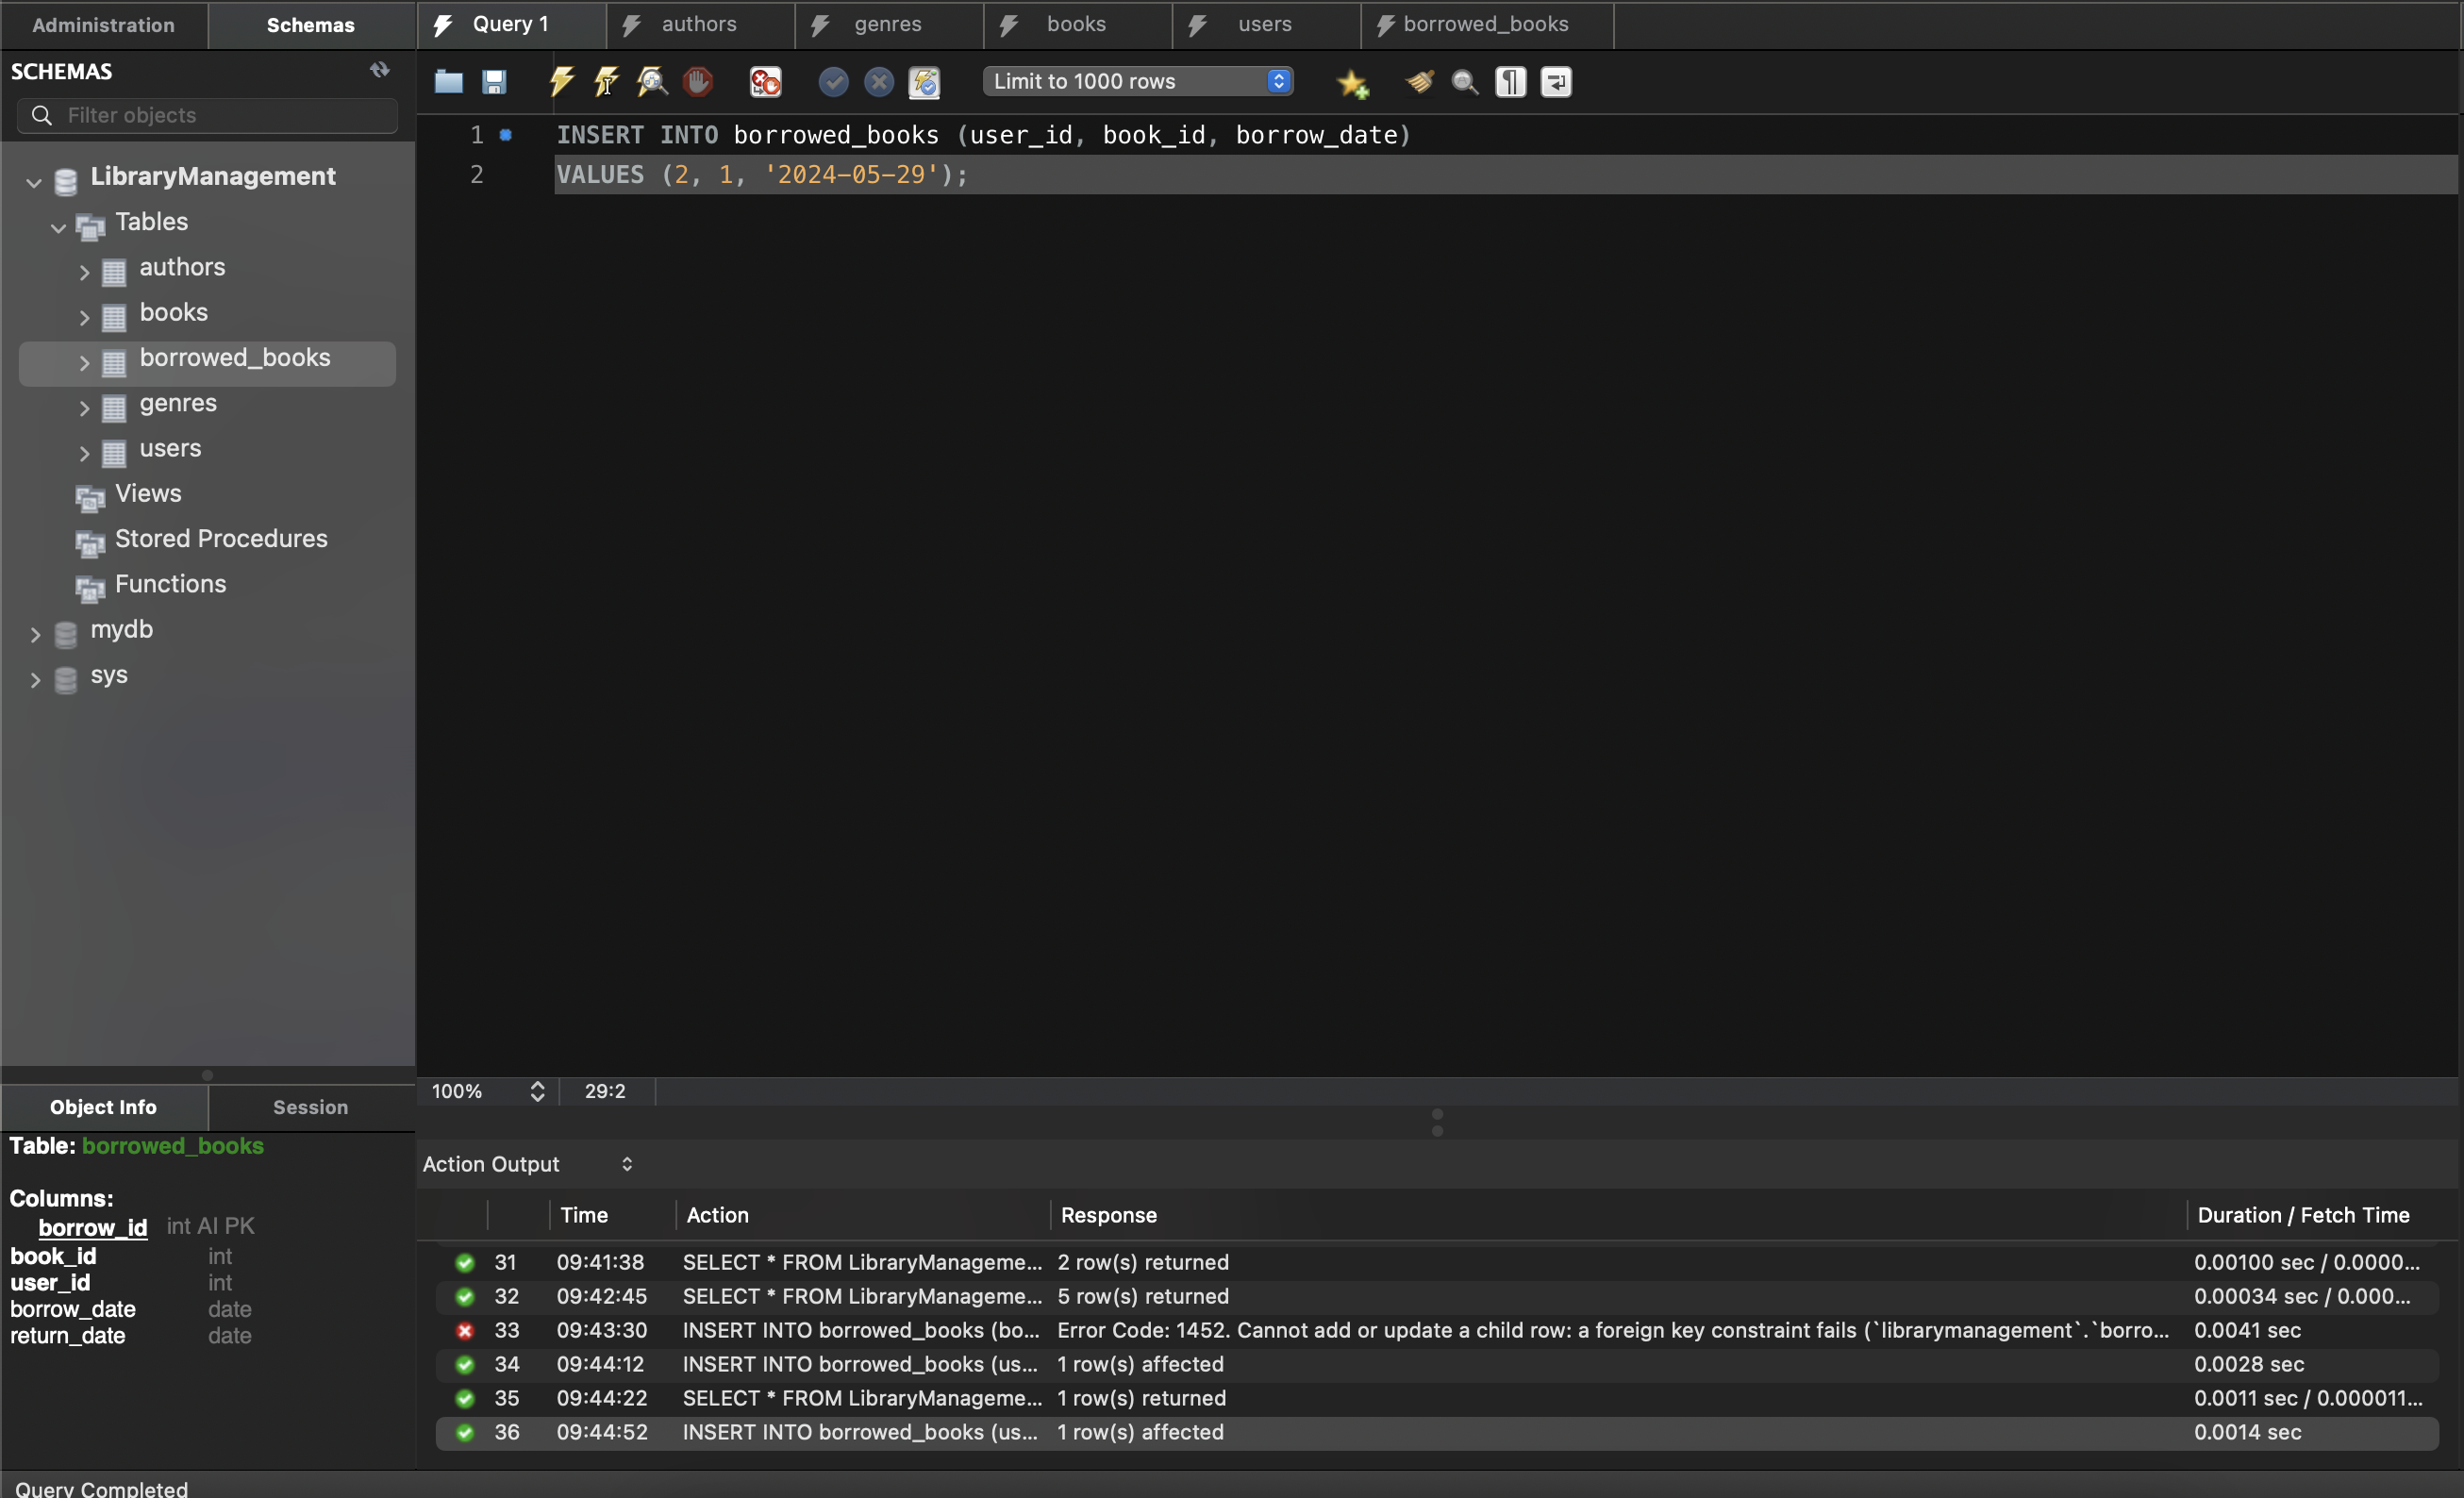 Administration
Schemas
Query 1
authors
genres
books
users
borrowed_books
SCHEMAS
Filter objects
Limit to 1000 rows
LibraryManagement
Tables
authors
books
borrowed_books
genres
users
Views
Stored Procedures
Functions
mydb
sys
1 INSERT INTO borrowed_books (user_id, book_id, borrow_date)
2 VALUES (2, 1, '2024-05-29');
100% 29:2
Object Info
Session
Table: borrowed_books
Columns:
borrow_id int AI PK
book_id int
user_id int
borrow_date date
return_date date
Action Output
Time Action Response Duration / Fetch Time
31 09:41:38 SELECT * FROM LibraryManageme... 2 row(s) returned 0.00100 sec / 0.0000...
32 09:42:45 SELECT * FROM LibraryManageme... 5 row(s) returned 0.00034 sec / 0.000...
33 09:43:30 INSERT INTO borrowed_books (bo... Error Code: 1452. Cannot add or update a child row: a foreign key constraint fails (`librarymanagement`.`borro... 0.0041 sec
34 09:44:12 INSERT INTO borrowed_books (us... 1 row(s) affected 0.0028 sec
35 09:44:22 SELECT * FROM LibraryManageme... 1 row(s) returned 0.0011 sec / 0.000011...
36 09:44:52 INSERT INTO borrowed_books (us... 1 row(s) affected 0.0014 sec
Query Completed